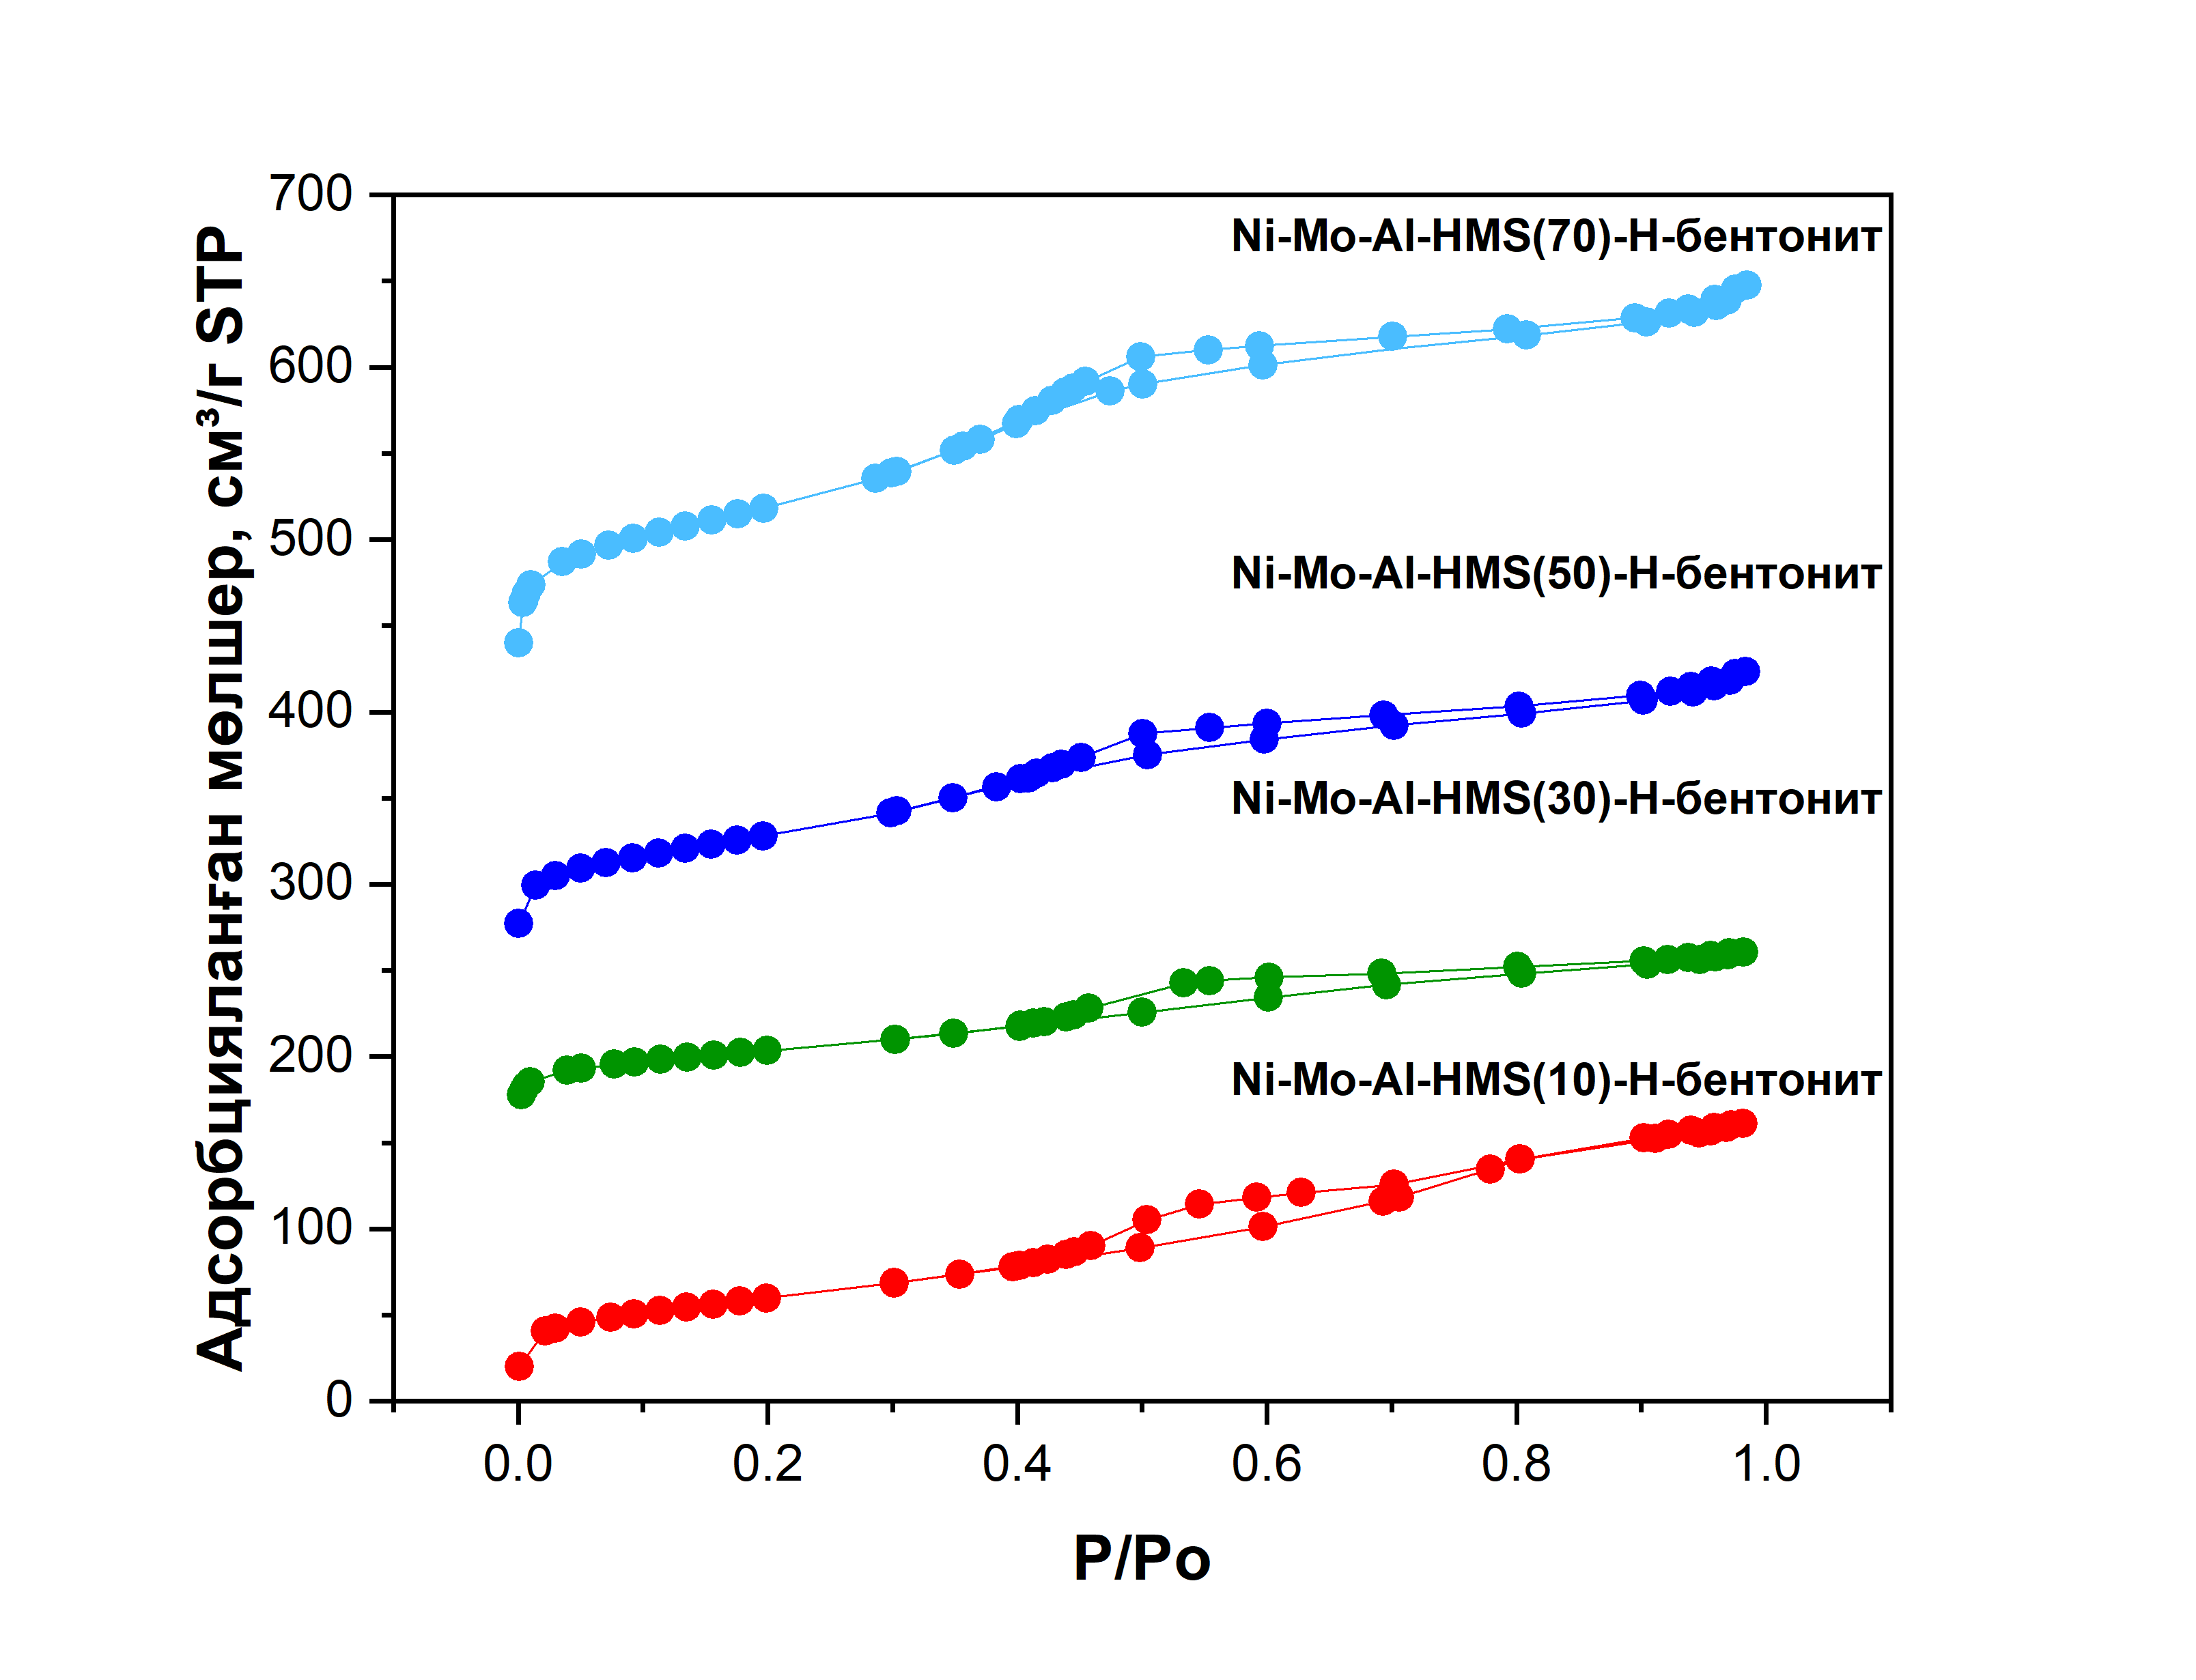 Адсорбцияланған мөлшер, см³/г STP
700
600
500
400
300
200
100
0
Ni-Mo-Al-HMS(70)-Н-бентонит
Ni-Mo-Al-HMS(50)-Н-бентонит
Ni-Mo-Al-HMS(30)-Н-бентонит
Ni-Mo-Al-HMS(10)-Н-бентонит
0.0 0.2 0.4 0.6 0.8 1.0
P/Po